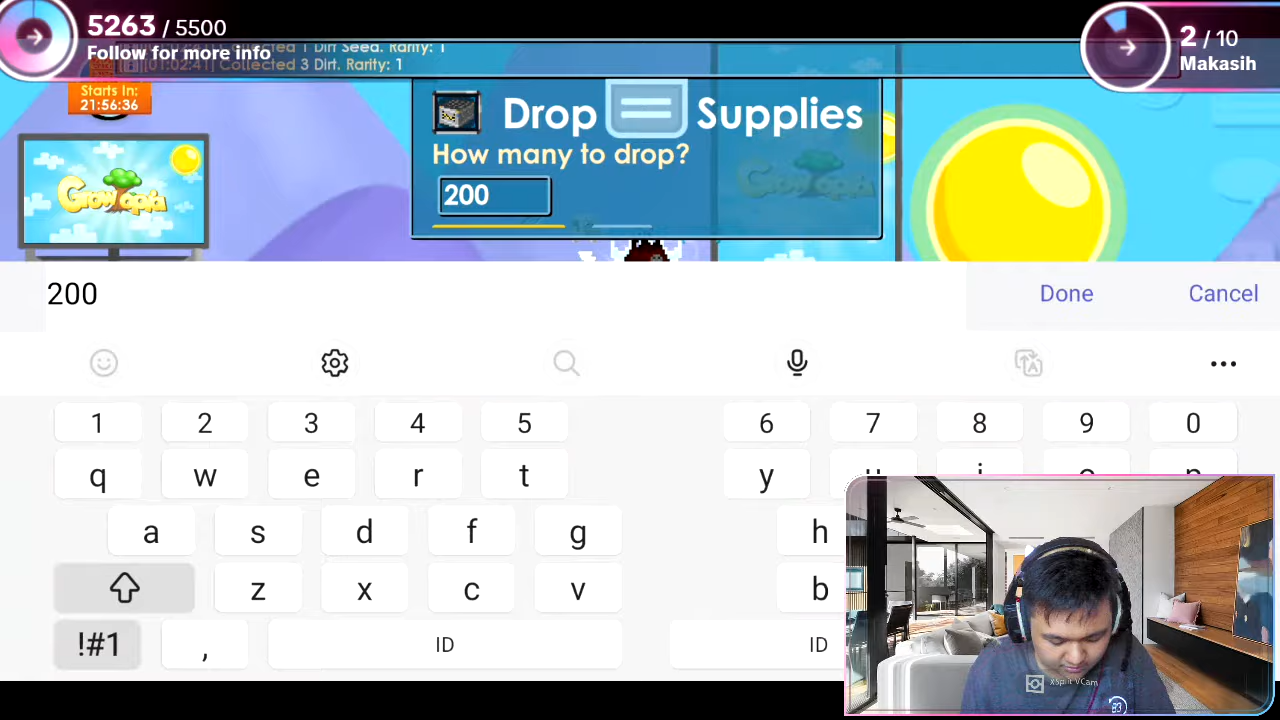 5263 / 5500
Follow for more info
Collected 1 Dirt Seed. Rarity: 1
[01:02:41] Collected 3 Dirt. Rarity: 1
2 / 10
Makasih
Starts In:
21:56:36
GrowTopia
Drop Supplies
How many to drop?
200
200
Done
Cancel
1 2 3 4 5 6 7 8 9 0
q w e r t y
a s d f g h
z x c v b
!#1 , ID ID
XSplit VCam